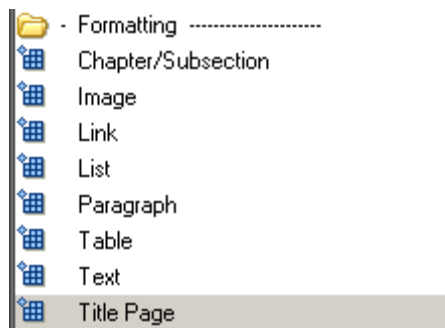 - Formatting ---------------------
Chapter/Subsection
Image
Link
List
Paragraph
Table
Text
Title Page